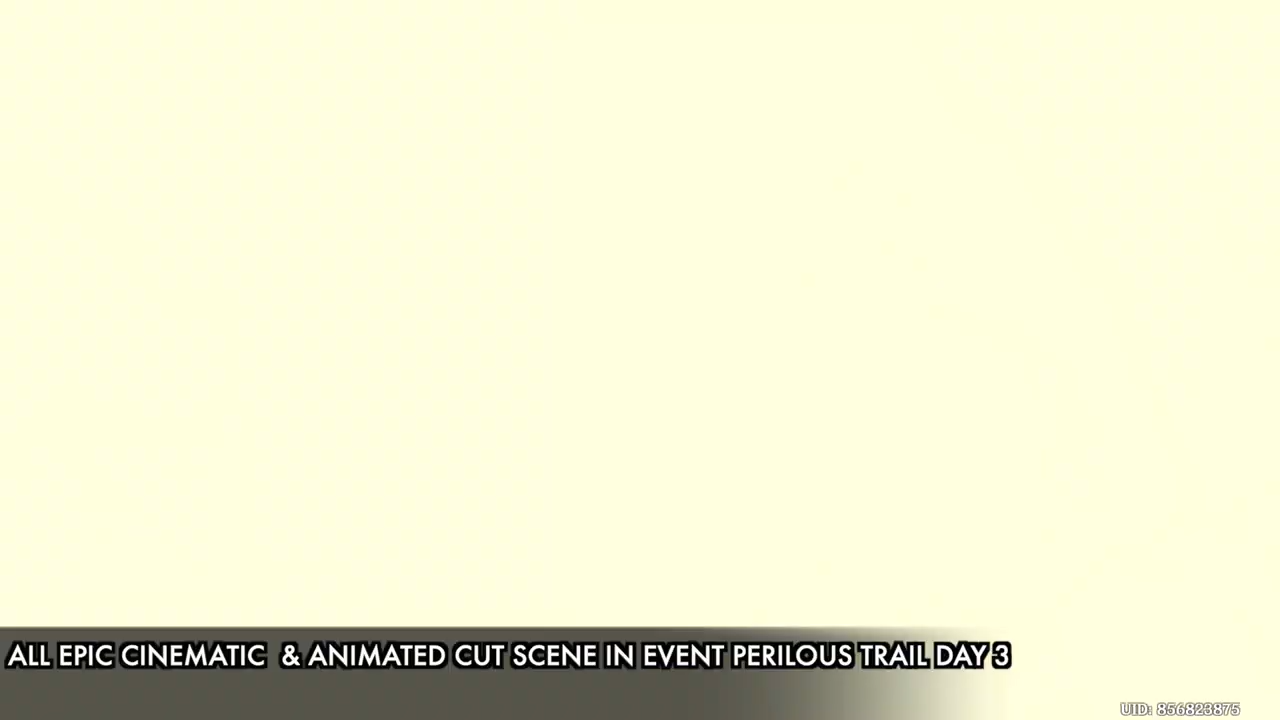 ALL EPIC CINEMATIC & ANIMATED CUT SCENE IN EVENT PERILOUS TRAIL DAY 3
UID: 856823875